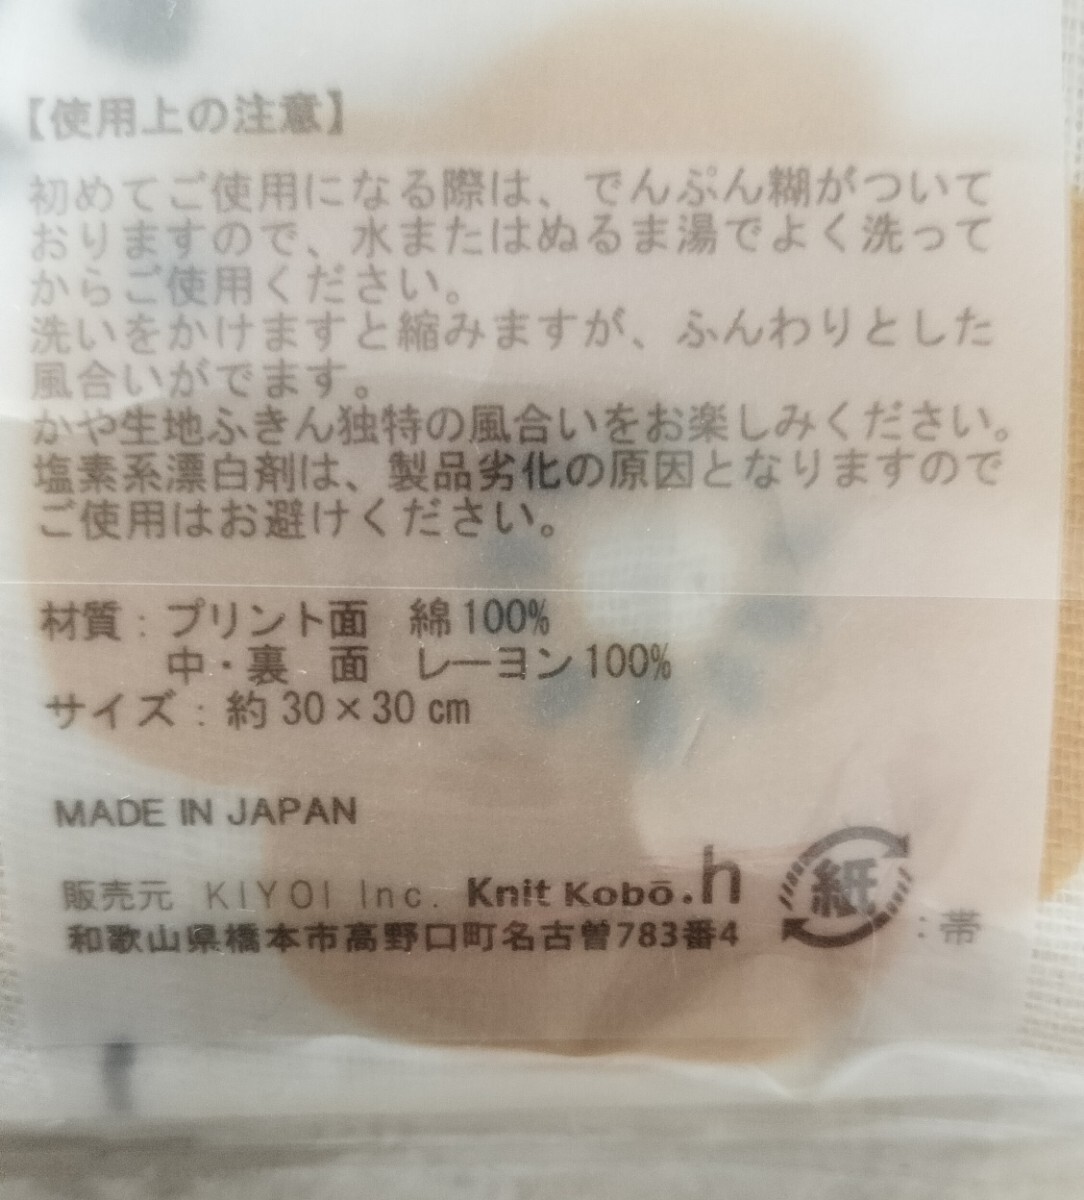 【使用上の注意】
初めてご使用になる際は、でんぷん糊がついて
おりますので、水またはぬるま湯でよく洗って
からご使用ください。
洗いをかけますと縮みますが、ふんわりとした
風合いがでます。
かや生地ふきん独特の風合いをお楽しみください。
塩素系漂白剤は、製品劣化の原因となりますので
ご使用はお避けください。
材質：プリント面　綿100%
中・裏　面　レーヨン100%
サイズ：約30×30cm
MADE IN JAPAN
販売元　KIYOI Inc. Knit Kobō.h
和歌山県橋本市高野口町名古曽783番4
紙：帯